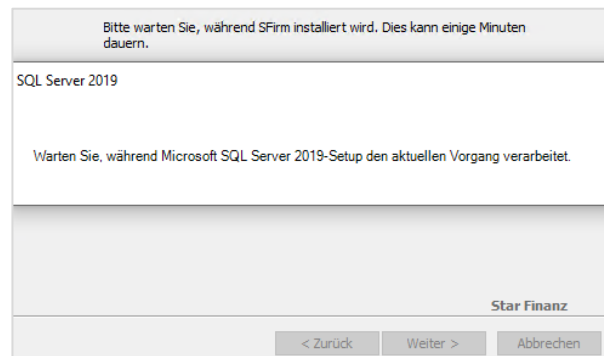 Bitte warten Sie, während SFirm installiert wird. Dies kann einige Minuten
dauern.
SQL Server 2019
Warten Sie, während Microsoft SQL Server 2019-Setup den aktuellen Vorgang verarbeitet.
Star Finanz
< Zurück Weiter > Abbrechen